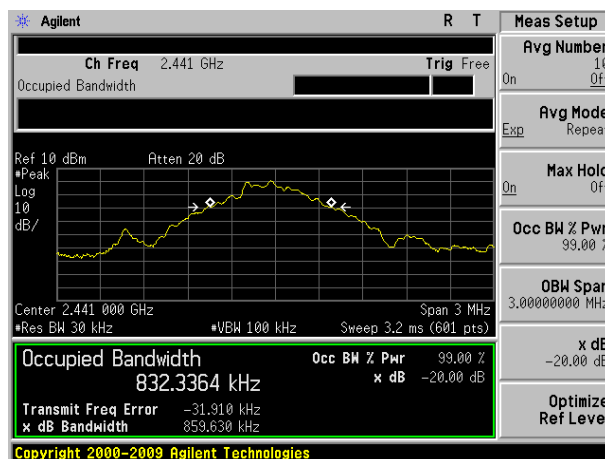 Agilent R T
Ch Freq 2.441 GHz Trig Free
Occupied Bandwidth
Ref 10 dBm Atten 20 dB
#Peak
Log
10
dB/
Center 2.441 000 GHz Span 3 MHz
#Res BW 30 kHz #VBW 100 kHz Sweep 3.2 ms (601 pts)
Occupied Bandwidth Occ BW % Pwr 99.00 %
832.3364 kHz x dB -20.00 dB
Transmit Freq Error -31.910 kHz
x dB Bandwidth 859.630 kHz
Copyright 2000-2009 Agilent Technologies
Meas Setup
Avg Number
10
On Of
Avg Mode
Exp Repea
Max Hold
On Of
Occ BW % Pwr
99.00 %
OBW Span
3.00000000 MHz
x dB
-20.00 dB
Optimize
Ref Leve